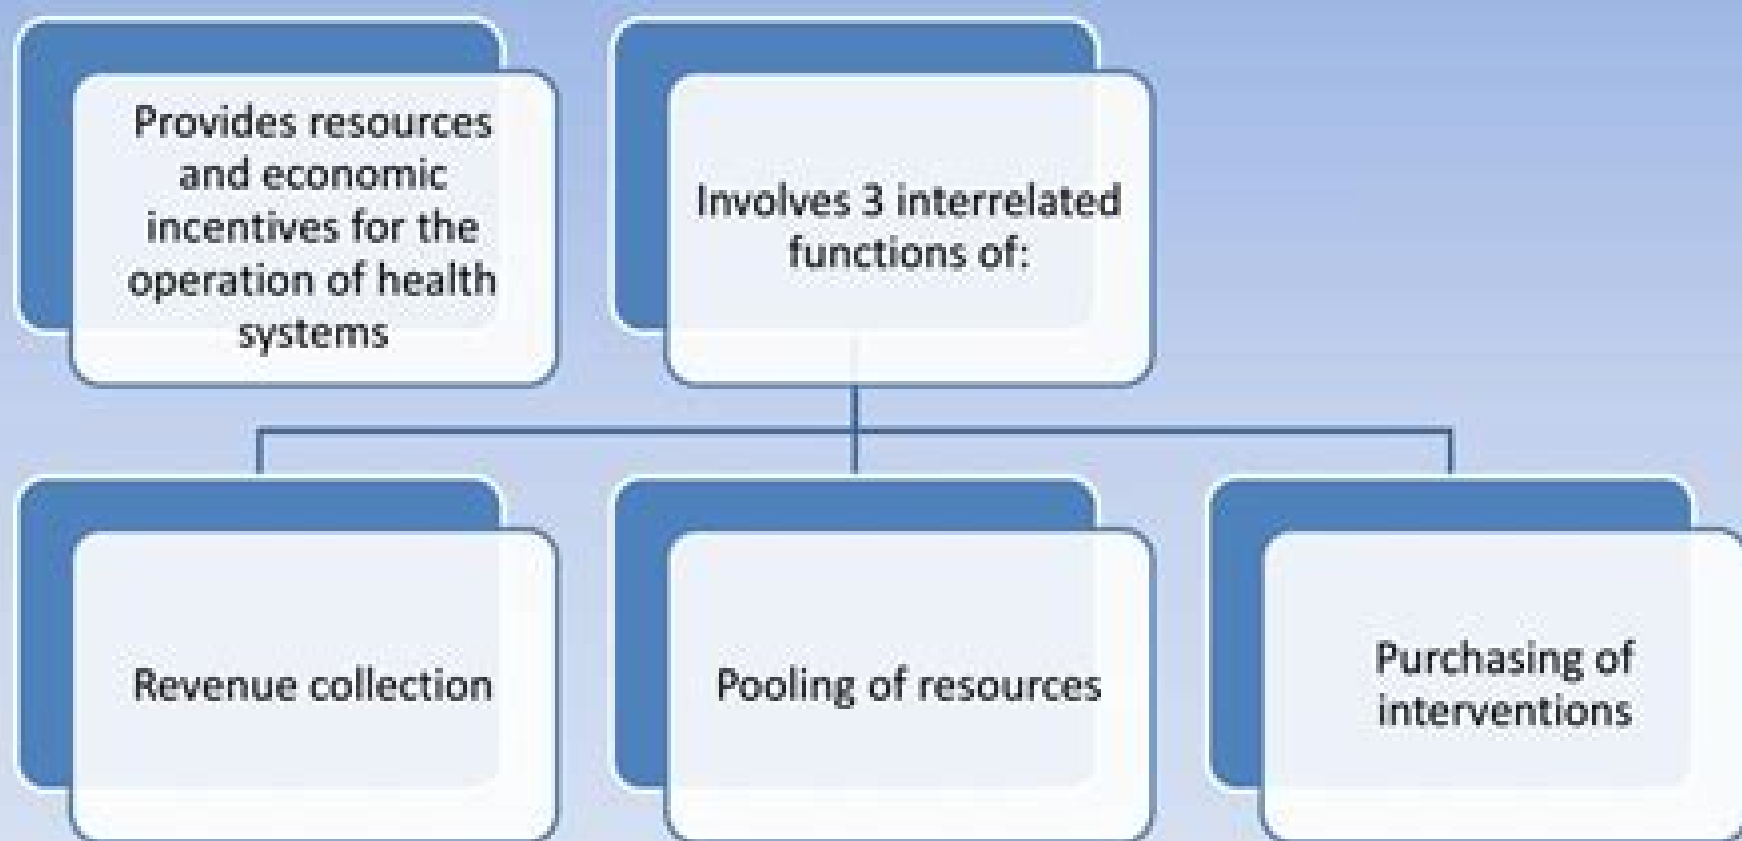 Provides resources
and economic
incentives for the
operation of health
systems
Involves 3 interrelated
functions of:
Revenue collection
Pooling of resources
Purchasing of
interventions